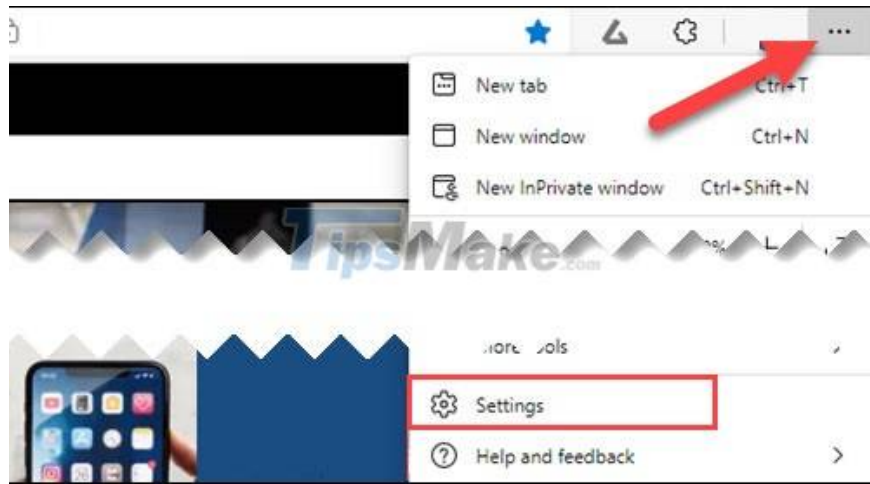 New tab Ctrl+T
New window Ctrl+N
New InPrivate window Ctrl+Shift+N
TipsMake.com
Settings
Help and feedback